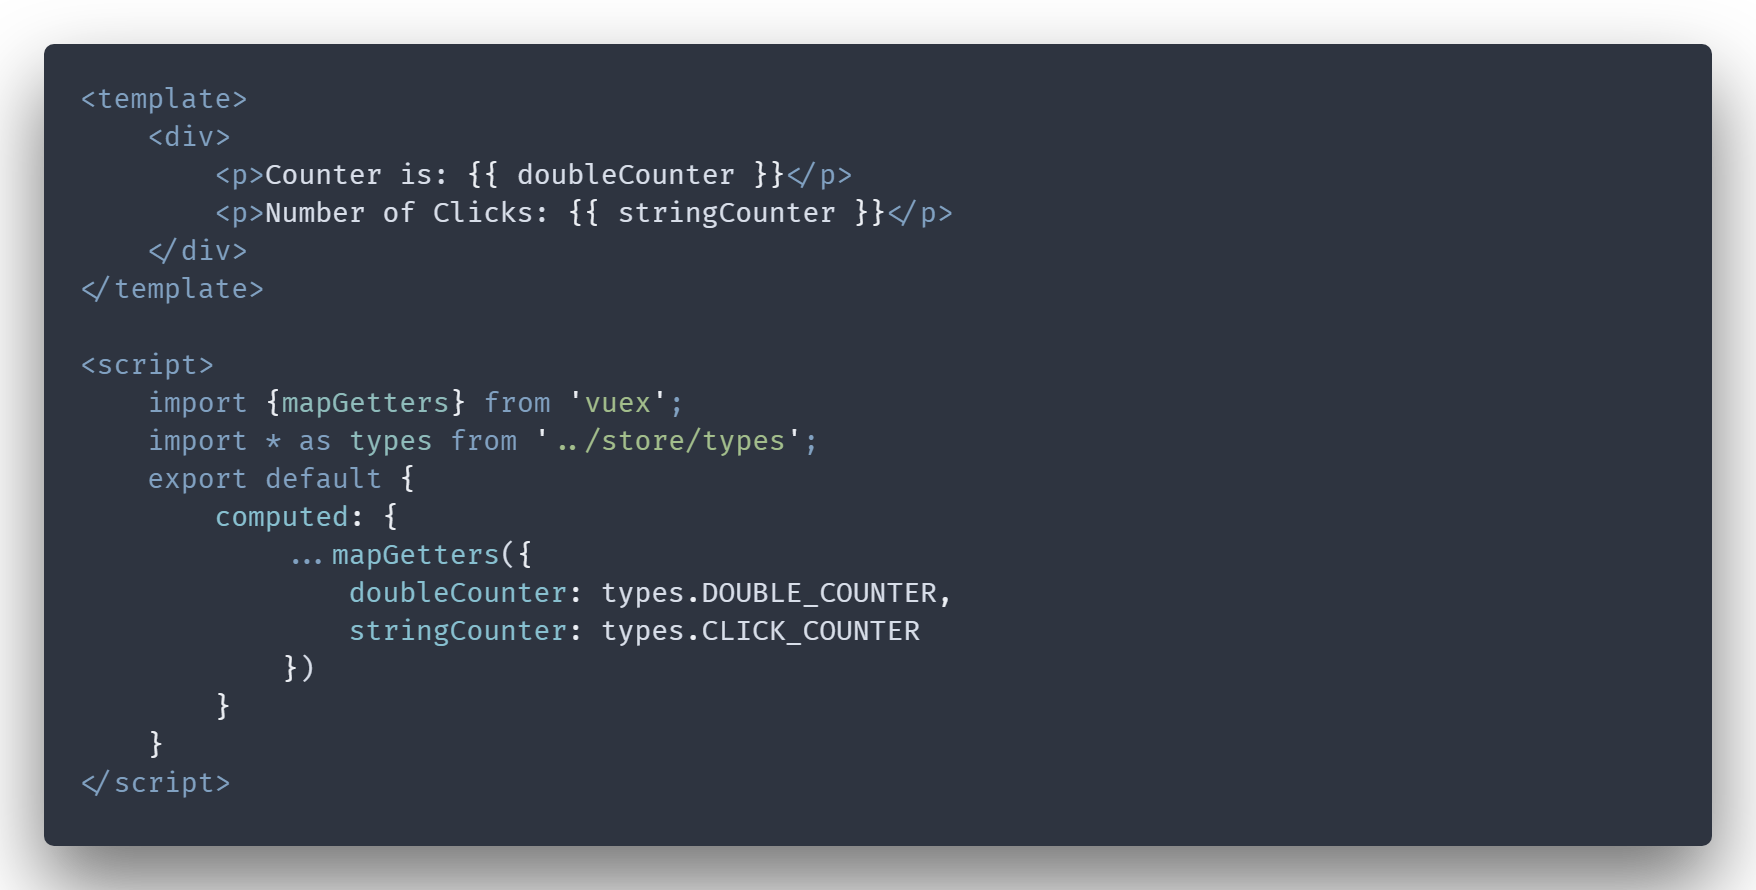 <template>
    <div>
        <p>Counter is: {{ doubleCounter }}</p>
        <p>Number of Clicks: {{ stringCounter }}</p>
    </div>
</template>

<script>
    import {mapGetters} from 'vuex';
    import * as types from '../store/types';
    export default {
        computed: {
            ...mapGetters({
                doubleCounter: types.DOUBLE_COUNTER,
                stringCounter: types.CLICK_COUNTER
            })
        }
    }
</script>